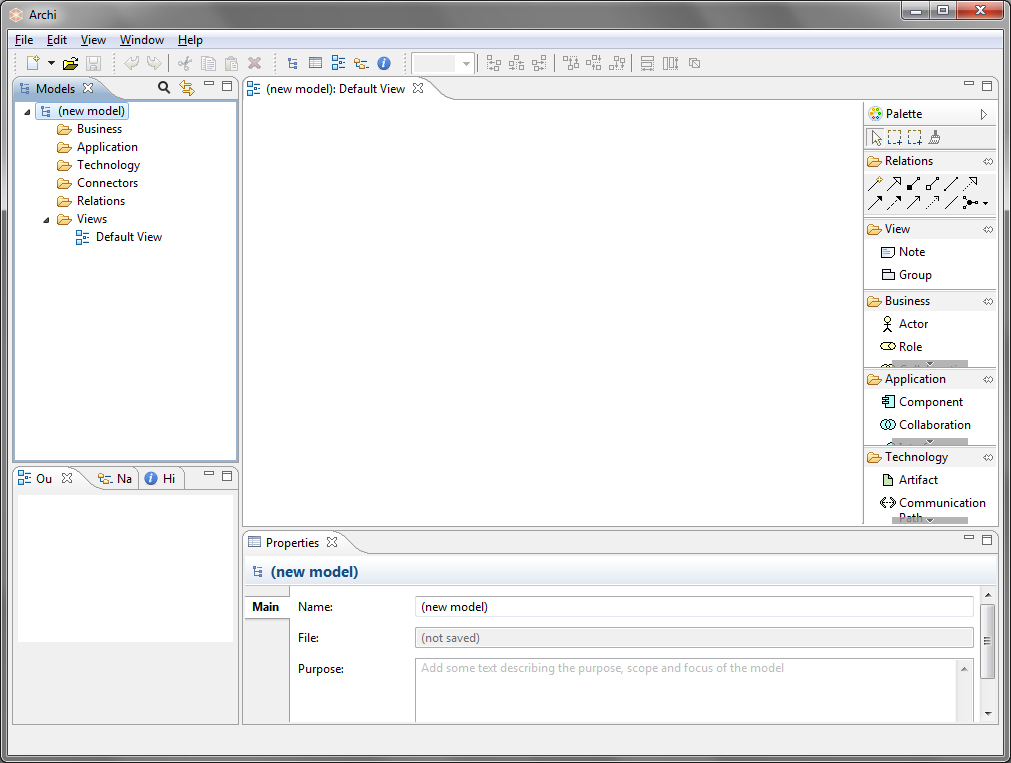 Archi
File Edit View Window Help
Models
(new model)
Business
Application
Technology
Connectors
Relations
Views
Default View
(new model): Default View
Palette
Relations
View
Note
Group
Business
Actor
Role
Application
Component
Collaboration
Technology
Artifact
Communication
Path
Ou
Na
Hi
Properties
(new model)
Main
Name: (new model)
File: (not saved)
Purpose: Add some text describing the purpose, scope and focus of the model